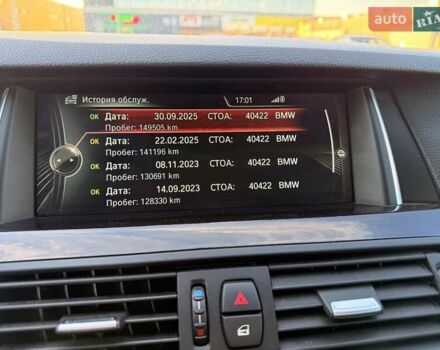 auto RIA
История обслуж. 17:01
OK Дата: 30.09.2025 СТОА: 40422 BMW
Пробег: 149505 km
OK Дата: 22.02.2025 СТОА: 40422 BMW
Пробег: 141196 km
OK Дата: 08.11.2023 СТОА: 40422 BMW
Пробег: 130691 km
OK Дата: 14.09.2023 СТОА: 40422 BMW
Пробег: 128330 km